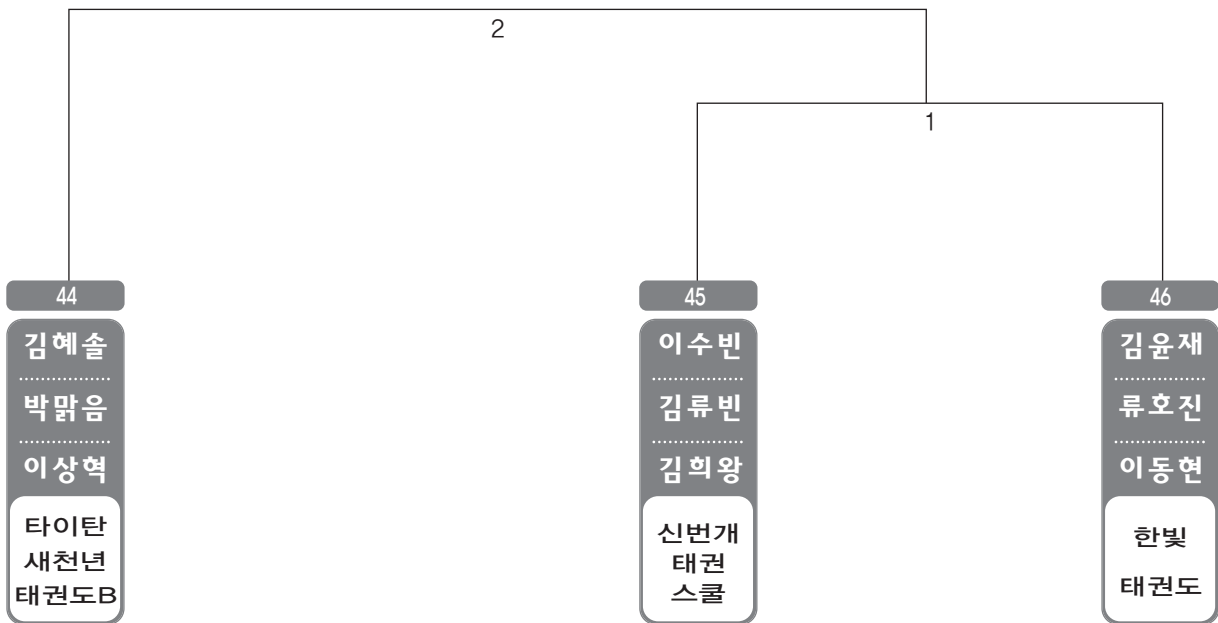 2
1
44
김혜솔
박맑음
이상혁
타이탄
새천년
태권도B
45
이수빈
김류빈
김희왕
신번개
태권
스쿨
46
김윤재
류호진
이동현
한빛
태권도